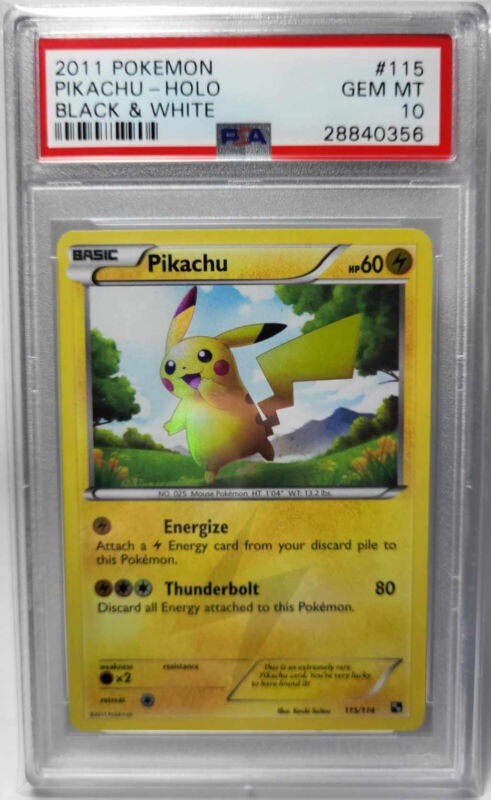 2011 POKEMON #115
PIKACHU - HOLO GEM MT
BLACK & WHITE 10
PSA 28840356
BASIC Pikachu HP60
NO. 025 Mouse Pokémon. HT: 1'04" WT: 13.2 lbs.
Energize
Attach a Energy card from your discard pile to
this Pokémon.
Thunderbolt 80
Discard all Energy attached to this Pokémon.
weakness resistance
×2
retreat
This is an extremely rare
Pikachu card. You're very lucky
to have found it!
©2011 Pokémon
Illus. Kouki Saitou 115/114